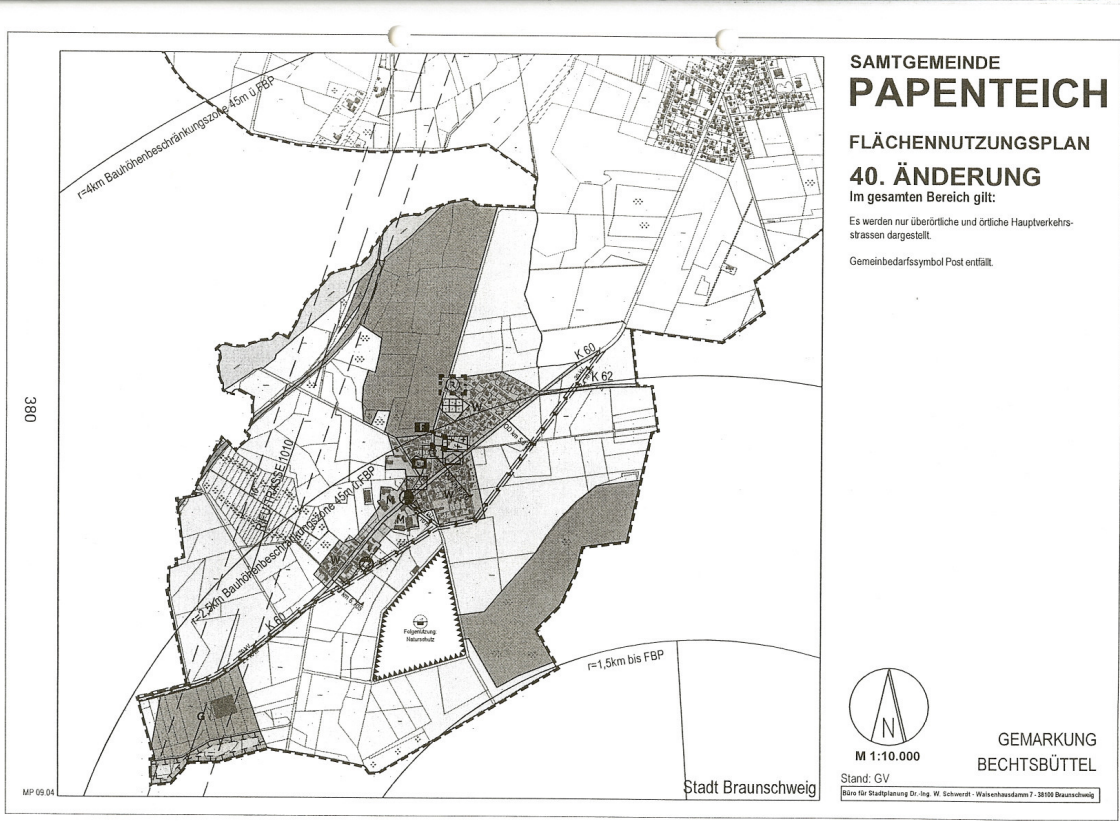 SAMTGEMEINDE
PAPENTEICH
FLÄCHENNUTZUNGSPLAN
40. ÄNDERUNG
Im gesamten Bereich gilt:
Es werden nur überörtliche und örtliche Hauptverkehrs-
strassen dargestellt.
Gemeinbedarfssymbol Post entfällt.
r=4km Bauhöhenbeschränkungszone 45m ü.FBP
K 60
K 62
R
W
F
W
M
M
W
r=2,5km Bauhöhenbeschränkungszone 45m ü.FBP
K 60
Folgenutzung:
Naturschutz
r=1,5km bis FBP
G
Stadt Braunschweig
380
MP 09.04
N
M 1:10.000
GEMARKUNG
BECHTSBÜTTEL
Stand: GV
Büro für Stadtplanung Dr.-Ing. W. Schwerdt - Waisenhausdamm 7 - 38100 Braunschweig